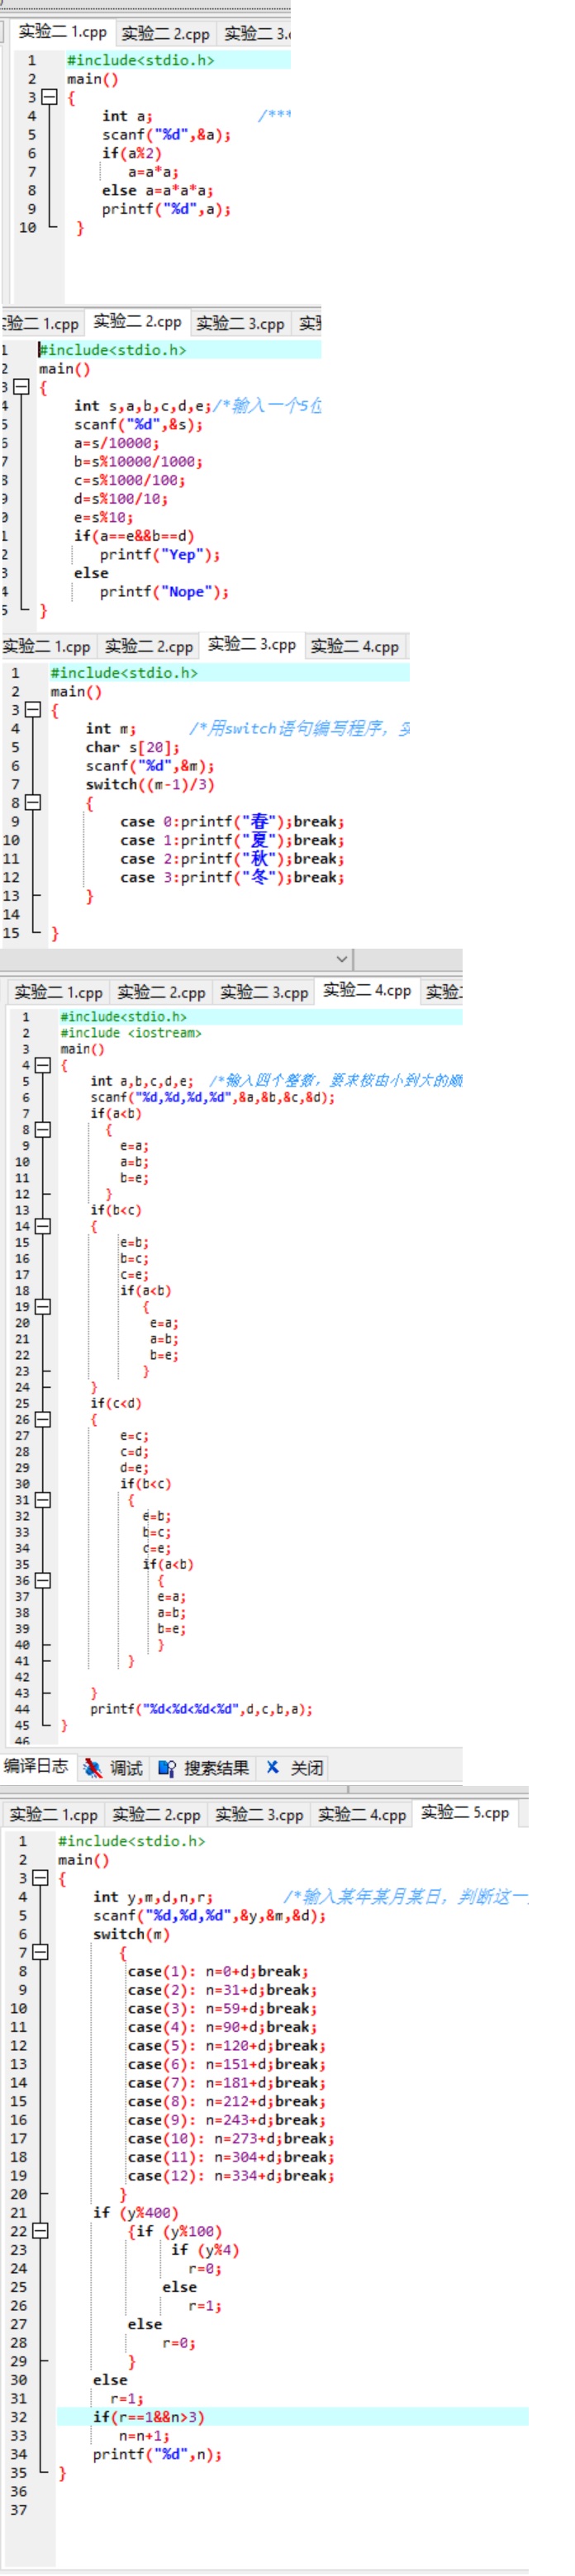 实验二 1.cpp 实验二 2.cpp 实验二 3.c
1 #include<stdio.h>
2 main()
3 {
4 int a; /***
5 scanf("%d",&a);
6 if(a%2)
7 a=a*a;
8 else a=a*a*a;
9 printf("%d",a);
10 }
实验二 1.cpp 实验二 2.cpp 实验二 3.cpp 实
1 #include<stdio.h>
2 main()
3 {
4 int s,a,b,c,d,e;/*输入一个5位
5 scanf("%d",&s);
6 a=s/10000;
7 b=s%10000/1000;
8 c=s%1000/100;
9 d=s%100/10;
0 e=s%10;
1 if(a==e&&b==d)
2 printf("Yep");
3 else
4 printf("Nope");
5 }
实验二 1.cpp 实验二 2.cpp 实验二 3.cpp 实验二 4.cpp
1 #include<stdio.h>
2 main()
3 {
4 int m; /*用switch语句编写程序，实
5 char s[20];
6 scanf("%d",&m);
7 switch((m-1)/3)
8 {
9 case 0:printf("春");break;
10 case 1:printf("夏");break;
11 case 2:printf("秋");break;
12 case 3:printf("冬");break;
13 }
14
15 }
实验二 1.cpp 实验二 2.cpp 实验二 3.cpp 实验二 4.cpp 实验二
1 #include<stdio.h>
2 #include <iostream>
3 main()
4 {
5 int a,b,c,d,e; /*输入四个整数，要求按由小到大的顺
6 scanf("%d,%d,%d,%d",&a,&b,&c,&d);
7 if(a<b)
8 {
9 e=a;
10 a=b;
11 b=e;
12 }
13 if(b<c)
14 {
15 e=b;
16 b=c;
17 c=e;
18 if(a<b)
19 {
20 e=a;
21 a=b;
22 b=e;
23 }
24 }
25 if(c<d)
26 {
27 e=c;
28 c=d;
29 d=e;
30 if(b<c)
31 {
32 e=b;
33 b=c;
34 c=e;
35 if(a<b)
36 {
37 e=a;
38 a=b;
39 b=e;
40 }
41 }
42
43 }
44 printf("%d<%d<%d<%d",d,c,b,a);
45 }
46
编译日志 调试 搜索结果 关闭
实验二 1.cpp 实验二 2.cpp 实验二 3.cpp 实验二 4.cpp 实验二 5.cpp
1 #include<stdio.h>
2 main()
3 {
4 int y,m,d,n,r; /*输入某年某月某日，判断这一
5 scanf("%d,%d,%d",&y,&m,&d);
6 switch(m)
7 {
8 case(1): n=0+d;break;
9 case(2): n=31+d;break;
10 case(3): n=59+d;break;
11 case(4): n=90+d;break;
12 case(5): n=120+d;break;
13 case(6): n=151+d;break;
14 case(7): n=181+d;break;
15 case(8): n=212+d;break;
16 case(9): n=243+d;break;
17 case(10): n=273+d;break;
18 case(11): n=304+d;break;
19 case(12): n=334+d;break;
20 }
21 if (y%400)
22 {if (y%100)
23 if (y%4)
24 r=0;
25 else
26 r=1;
27 else
28 r=0;
29 }
30 else
31 r=1;
32 if(r==1&&n>3)
33 n=n+1;
34 printf("%d",n);
35 }
36
37